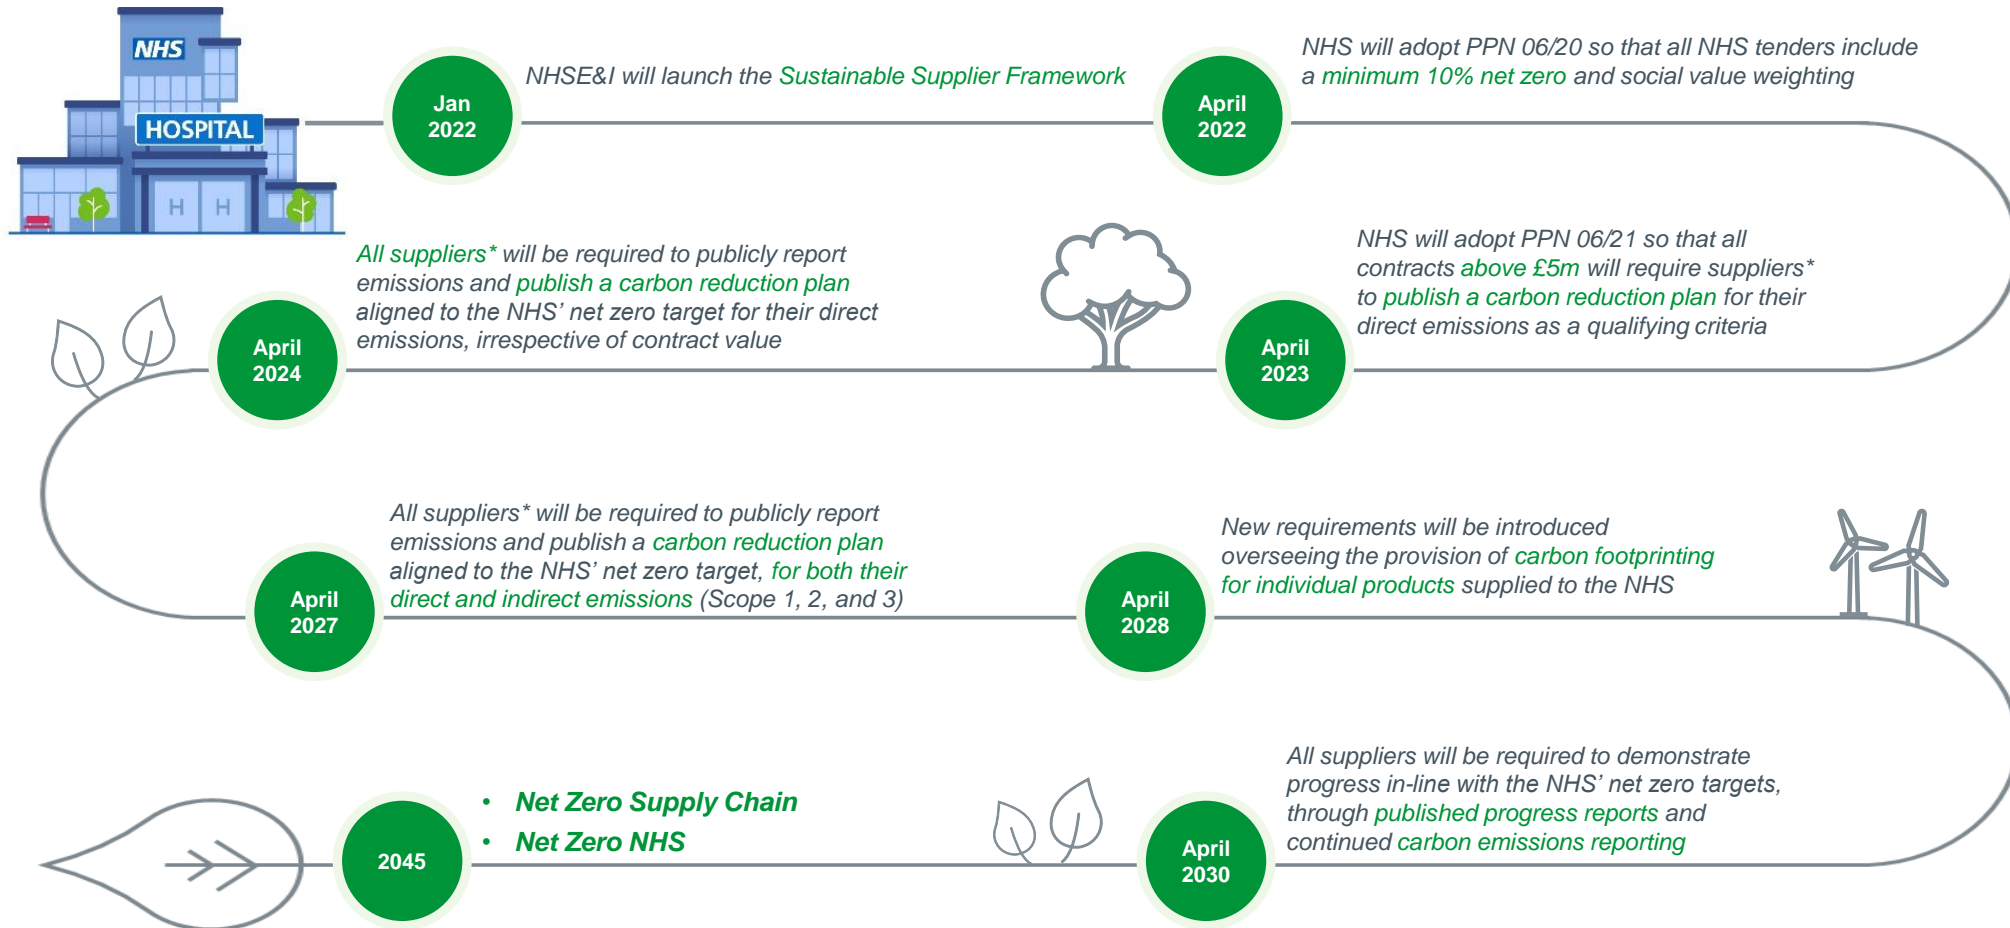 NHS
HOSPITAL
H H
Jan
2022
NHSE&I will launch the Sustainable Supplier Framework
April
2022
NHS will adopt PPN 06/20 so that all NHS tenders include
a minimum 10% net zero and social value weighting
April
2023
NHS will adopt PPN 06/21 so that all
contracts above £5m will require suppliers*
to publish a carbon reduction plan for their
direct emissions as a qualifying criteria
April
2024
All suppliers* will be required to publicly report
emissions and publish a carbon reduction plan
aligned to the NHS’ net zero target for their direct
emissions, irrespective of contract value
April
2027
All suppliers* will be required to publicly report
emissions and publish a carbon reduction plan
aligned to the NHS’ net zero target, for both their
direct and indirect emissions (Scope 1, 2, and 3)
April
2028
New requirements will be introduced
overseeing the provision of carbon footprinting
for individual products supplied to the NHS
April
2030
All suppliers will be required to demonstrate
progress in-line with the NHS’ net zero targets,
through published progress reports and
continued carbon emissions reporting
2045
• Net Zero Supply Chain
• Net Zero NHS